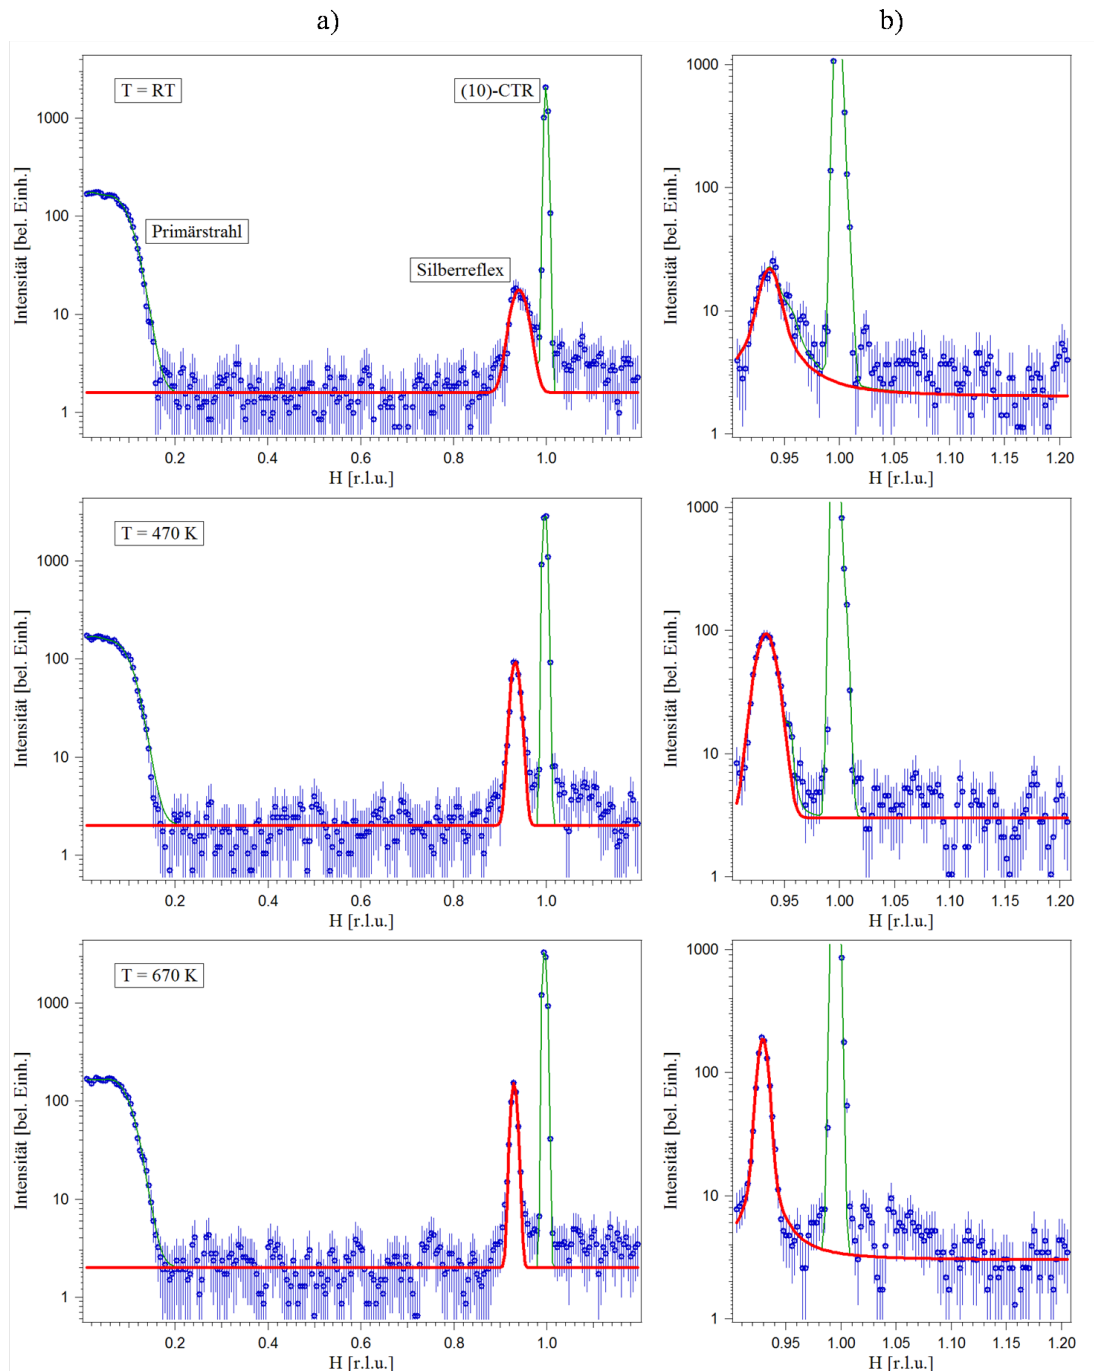 a)
b)
T = RT
(10)-CTR
Primärstrahl
Silberreflex
Intensität [bel. Einh.]
1000
100
10
1
0.2 0.4 0.6 0.8 1.0
H [r.l.u.]
Intensität [bel. Einh.]
1000
100
10
1
0.95 1.00 1.05 1.10 1.15 1.20
H [r.l.u.]
T = 470 K
Intensität [bel. Einh.]
1000
100
10
1
0.2 0.4 0.6 0.8 1.0
H [r.l.u.]
Intensität [bel. Einh.]
1000
100
10
1
0.95 1.00 1.05 1.10 1.15 1.20
H [r.l.u.]
T = 670 K
Intensität [bel. Einh.]
1000
100
10
1
0.2 0.4 0.6 0.8 1.0
H [r.l.u.]
Intensität [bel. Einh.]
1000
100
10
1
0.95 1.00 1.05 1.10 1.15 1.20
H [r.l.u.]